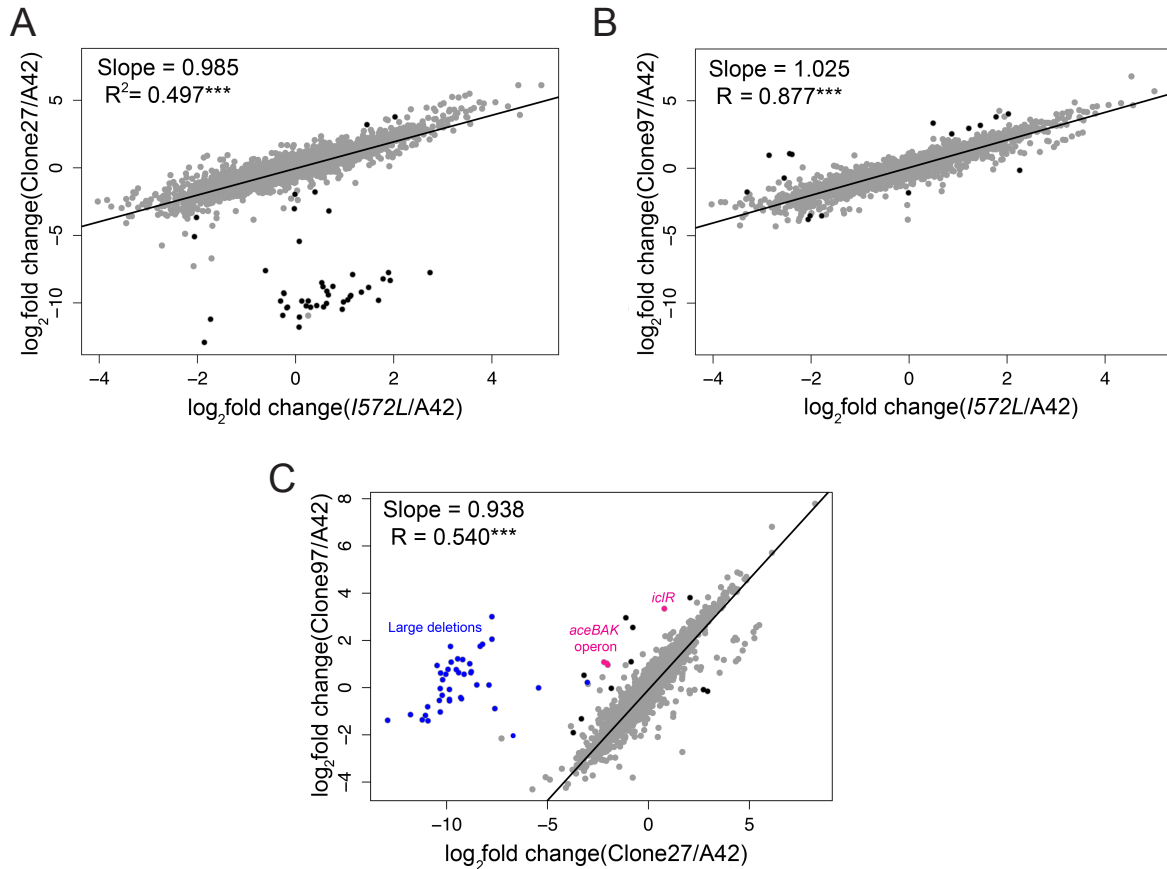 A
Slope = 0.985
R²= 0.497***
log₂fold change(Clone27/A42)
5
0
−5
−10
−4
−2
0
2
4
log₂fold change(I572L/A42)
B
Slope = 1.025
R = 0.877***
log₂fold change(Clone97/A42)
5
0
−5
−10
−4
−2
0
2
4
log₂fold change(I572L/A42)
C
Slope = 0.938
R = 0.540***
log₂fold change(Clone97/A42)
8
6
4
2
0
−2
−4
iclR
aceBAK
operon
Large deletions
−10
−5
0
5
log₂fold change(Clone27/A42)